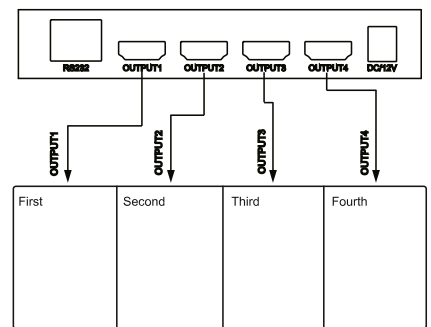 RS232 OUTPUT1 OUTPUT2 OUTPUT3 OUTPUT4 DC/12V
OUTPUT1 OUTPUT2 OUTPUT3 OUTPUT4
First Second Third Fourth